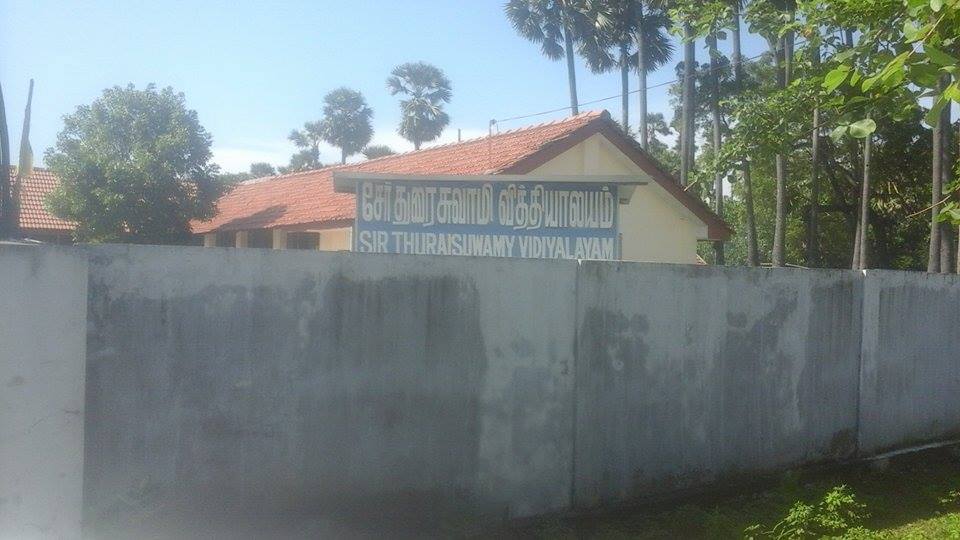 சேர் துரைசுவாமி வித்தியாலயம்
SIR THURAISUWAMY VIDIYALAYAM